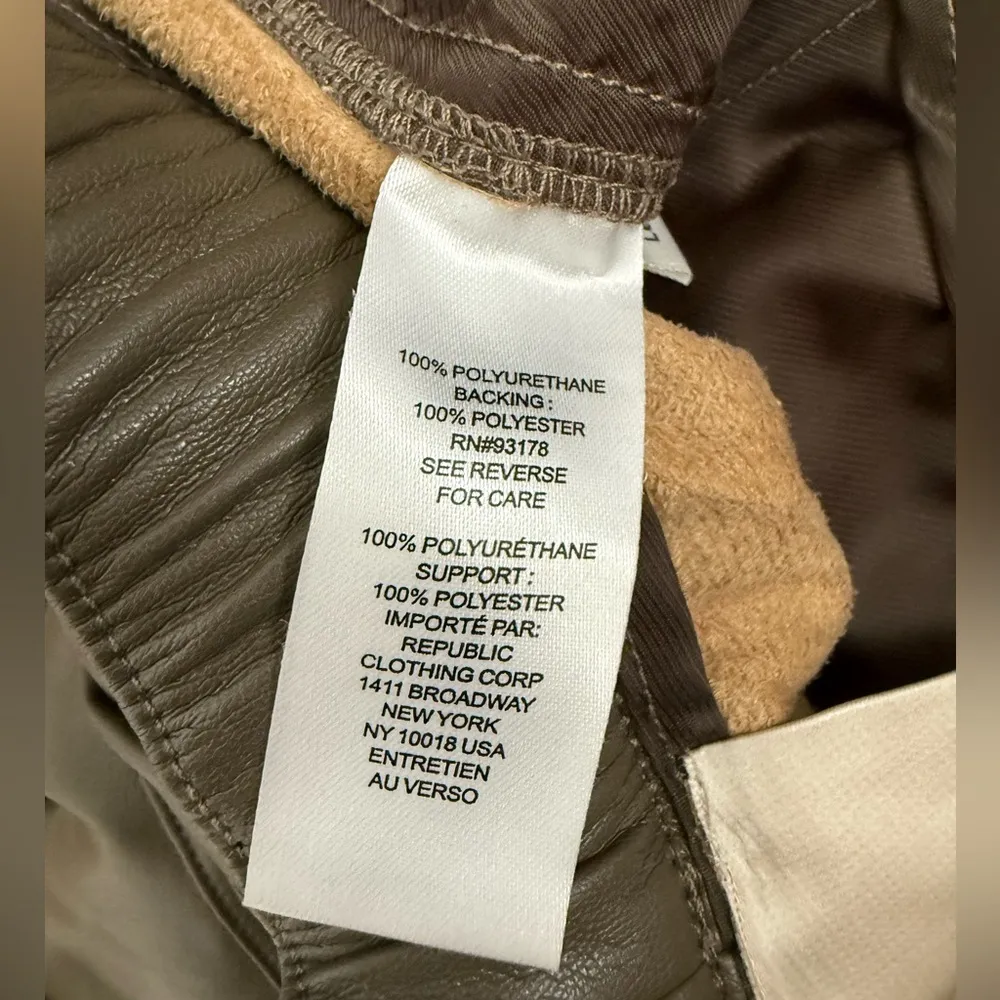 100% POLYURETHANE
BACKING:
100% POLYESTER
RN#93178
SEE REVERSE
FOR CARE
100% POLYURÉTHANE
SUPPORT:
100% POLYESTER
IMPORTÉ PAR:
REPUBLIC
CLOTHING CORP
1411 BROADWAY
NEW YORK
NY 10018 USA
ENTRETIEN
AU VERSO